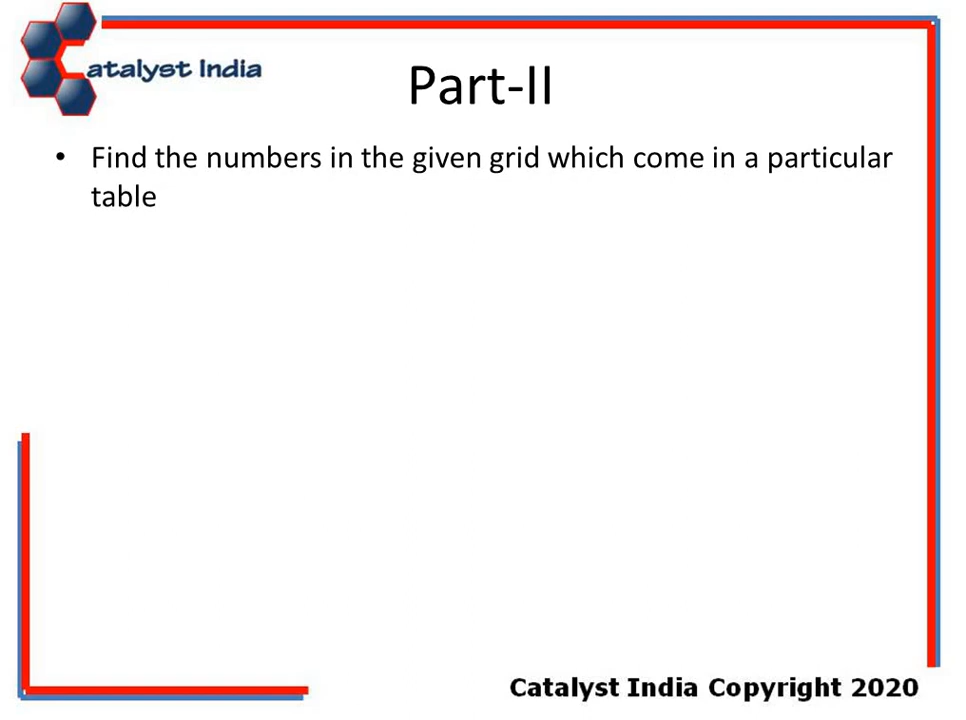 atalyst India
Part-II
• Find the numbers in the given grid which come in a particular
table
Catalyst India Copyright 2020